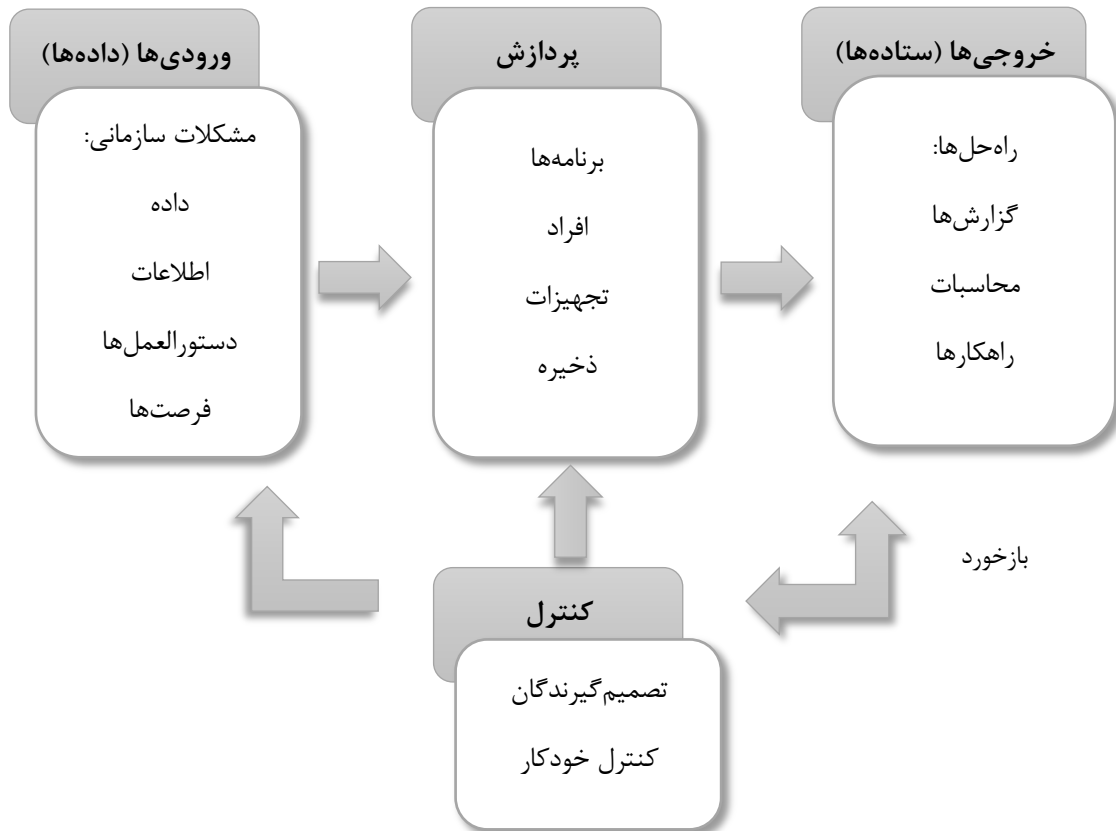 ورودی‌ها (داده‌ها)
مشکلات سازمانی:
داده
اطلاعات
دستورالعمل‌ها
فرصت‌ها
پردازش
برنامه‌ها
افراد
تجهیزات
ذخیره
خروجی‌ها (ستاده‌ها)
راه‌حل‌ها:
گزارش‌ها
محاسبات
راهکارها
بازخورد
کنترل
تصمیم‌گیرندگان
کنترل خودکار